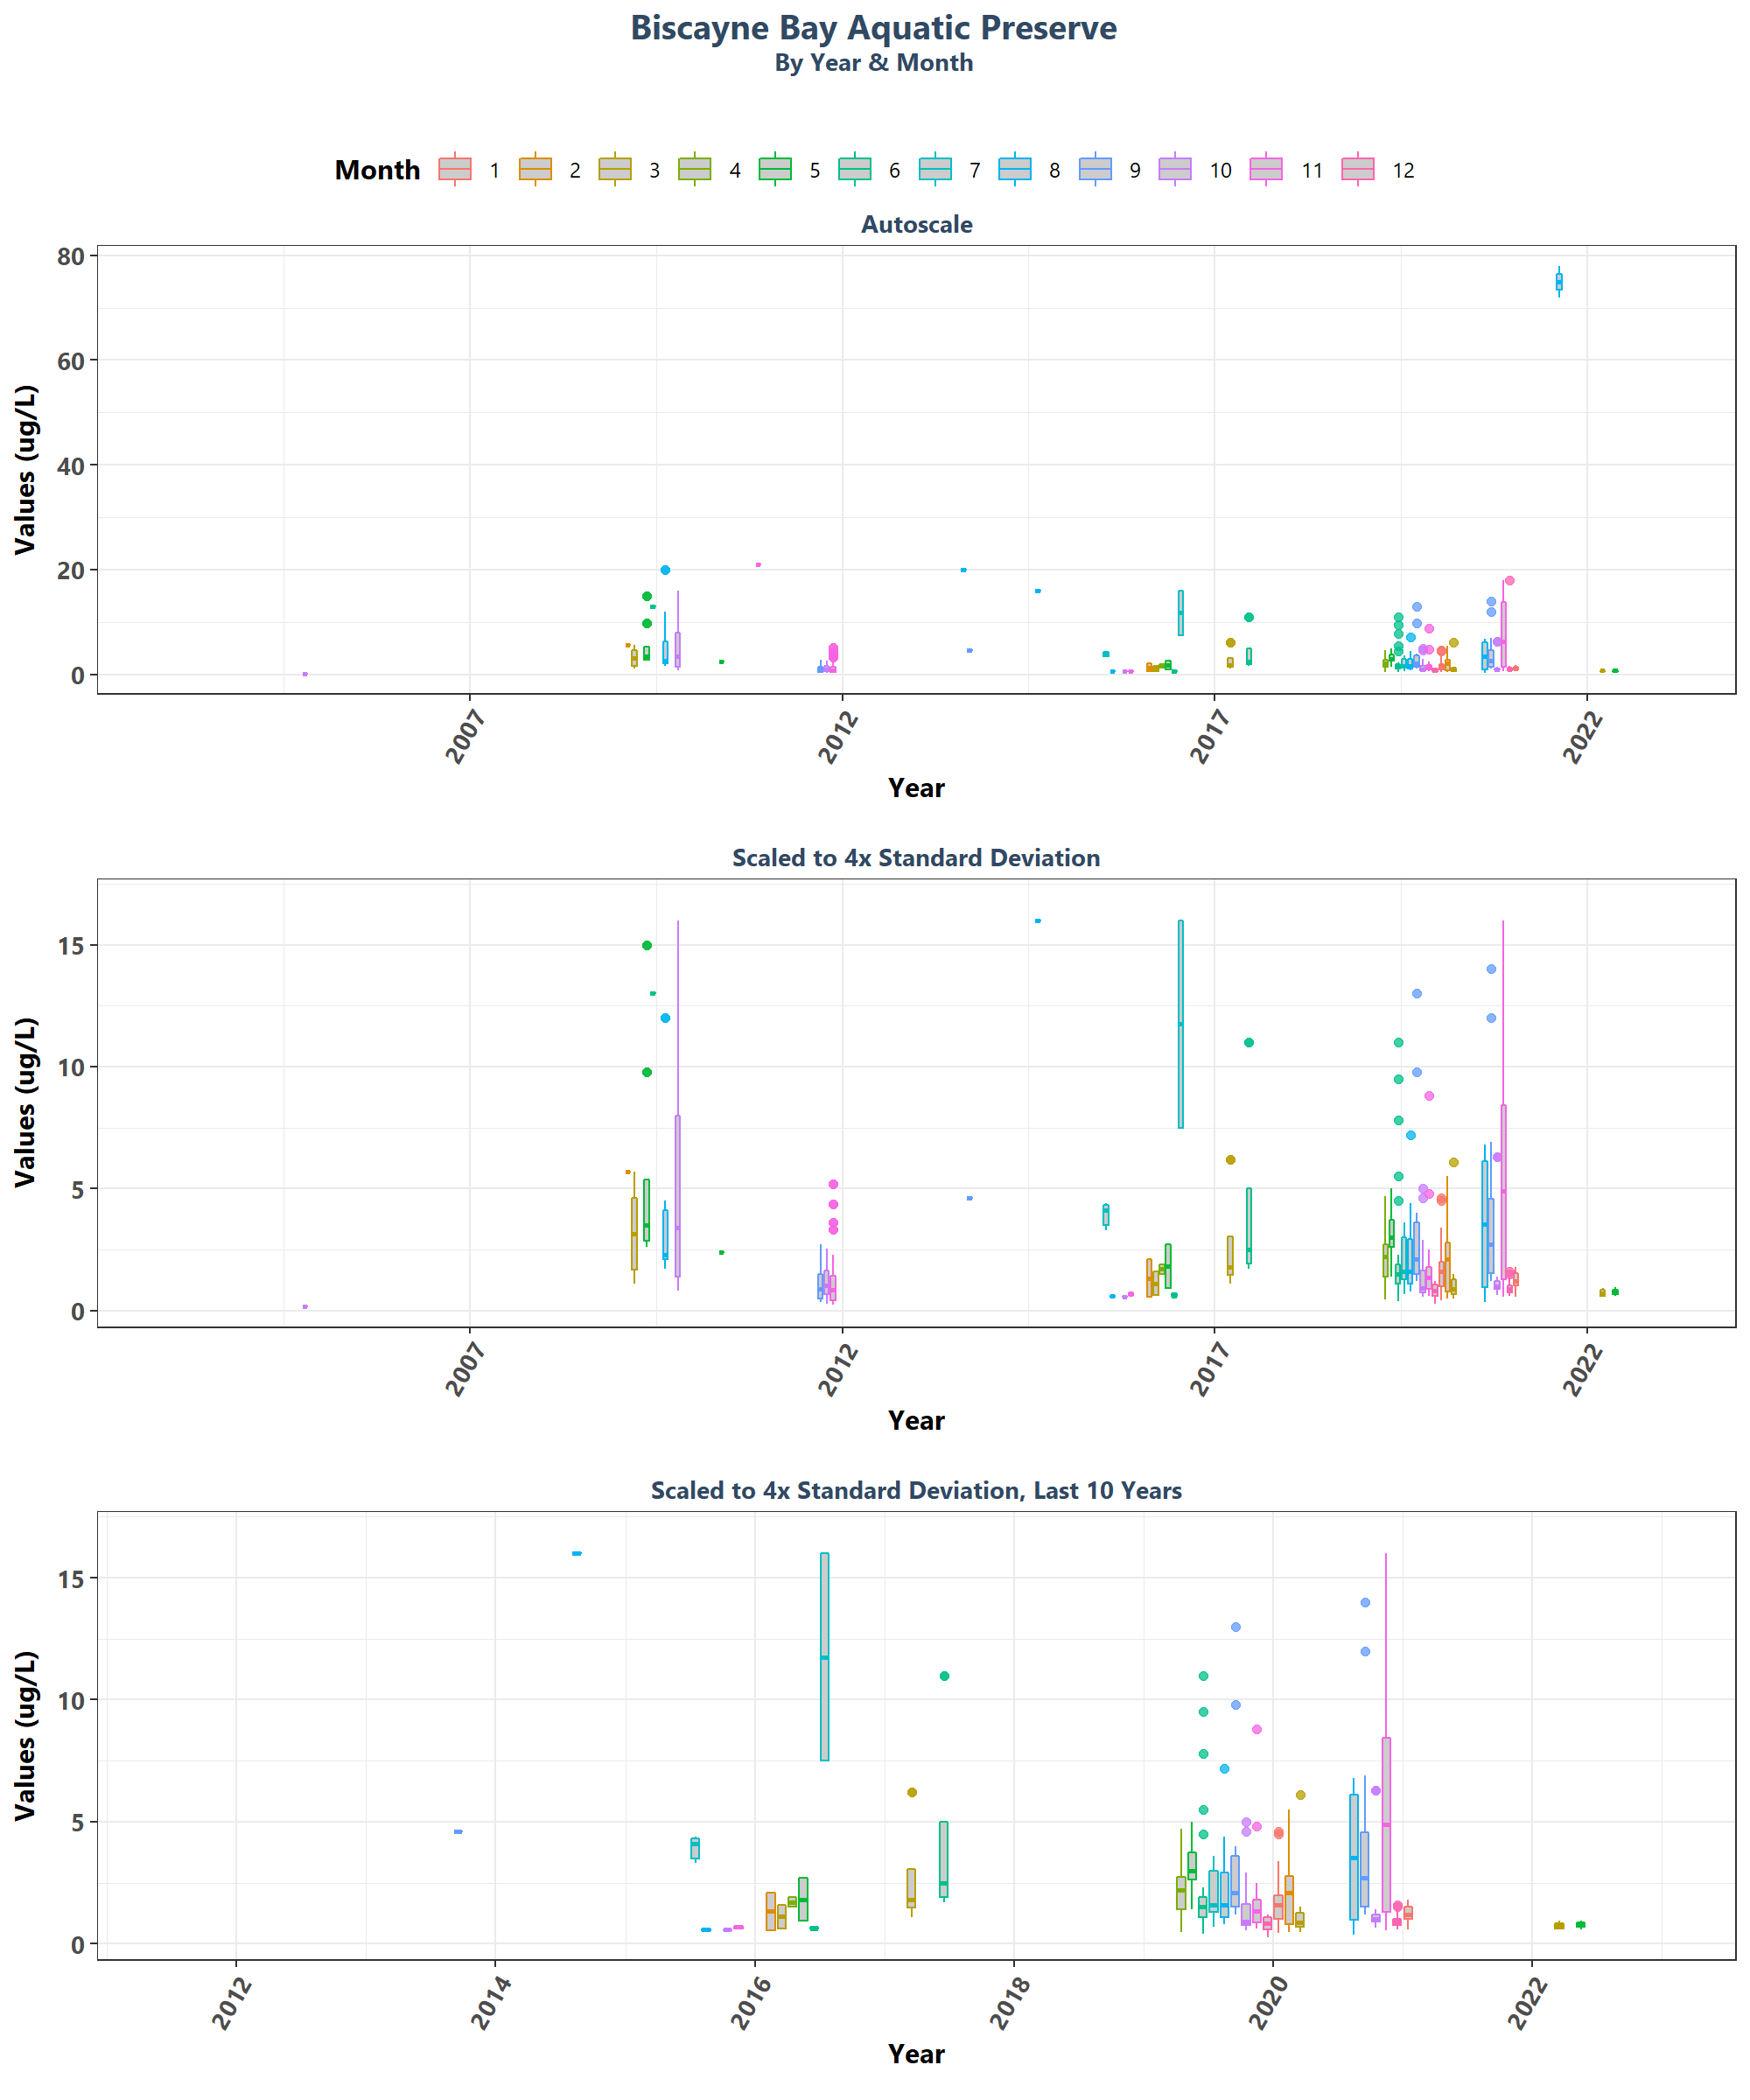 Biscayne Bay Aquatic Preserve
By Year & Month
Month 1 2 3 4 5 6 7 8 9 10 11 12
Autoscale
Values (ug/L)
80
60
40
20
0
2007 2012 2017 2022
Year
Scaled to 4x Standard Deviation
Values (ug/L)
15
10
5
0
2007 2012 2017 2022
Year
Scaled to 4x Standard Deviation, Last 10 Years
Values (ug/L)
15
10
5
0
2012 2014 2016 2018 2020 2022
Year